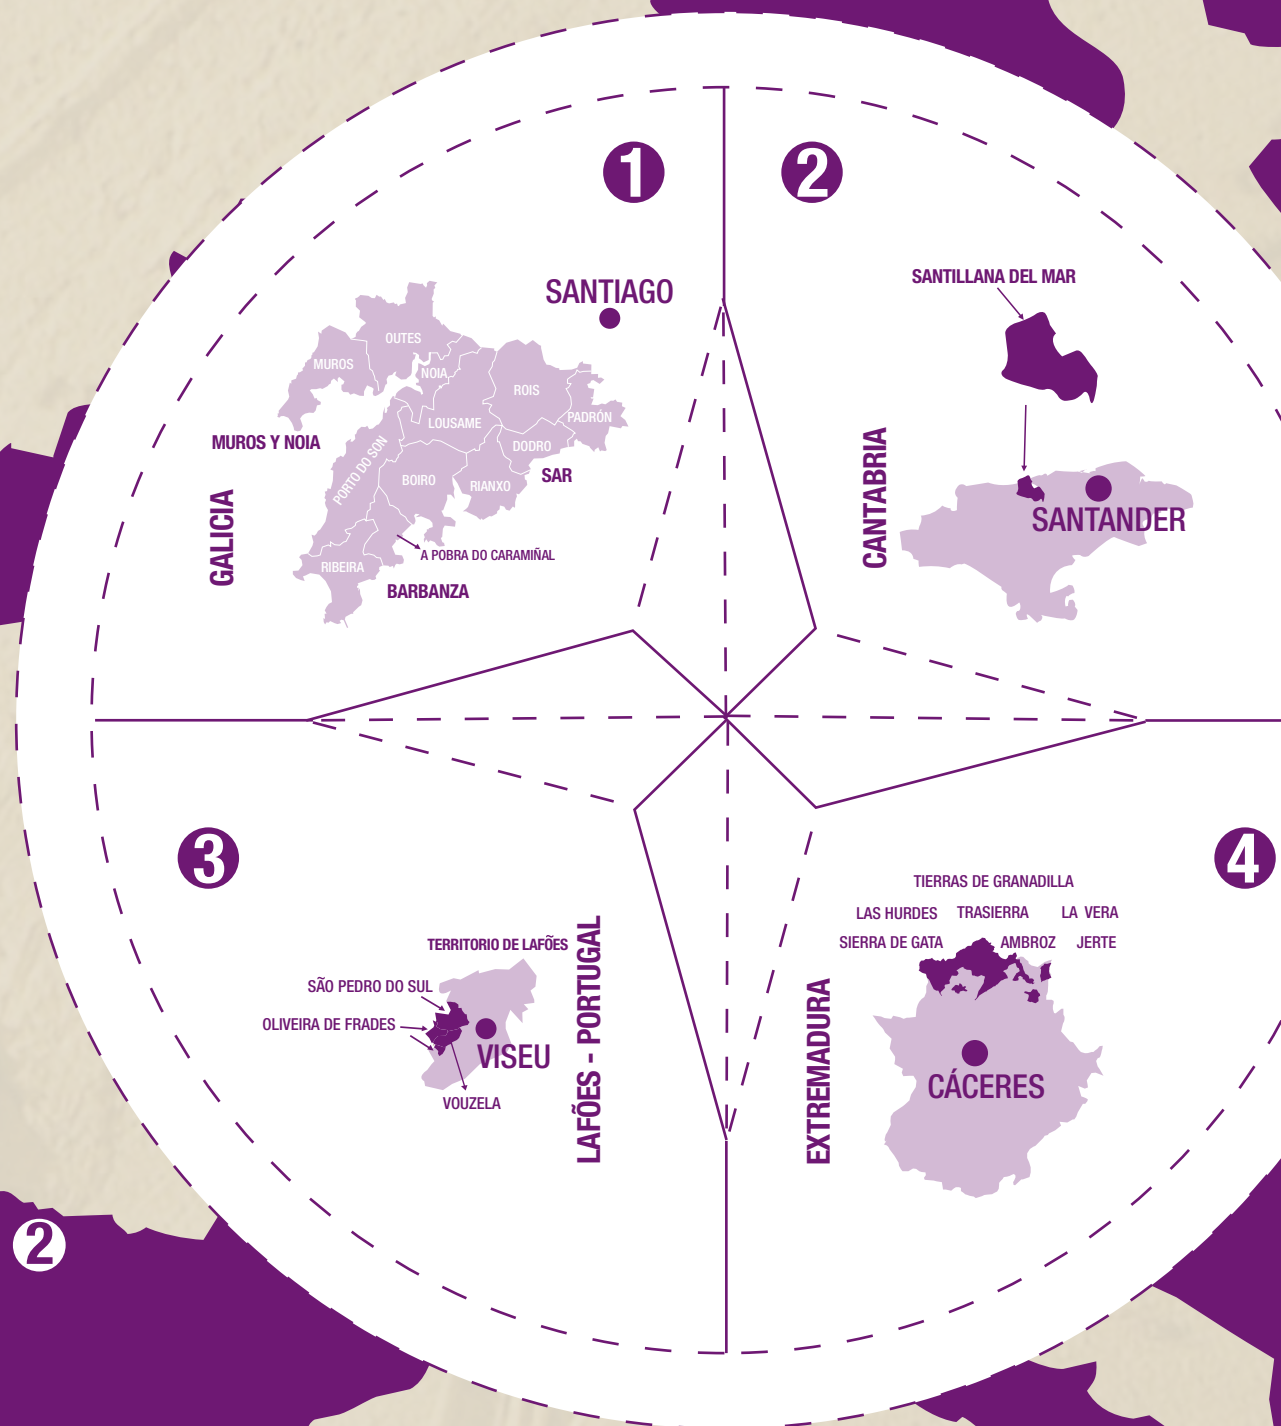 1
2
SANTIAGO
OUTES
MUROS
NOIA
ROIS
PADRÓN
LOUSAME
MUROS Y NOIA
DODRO
PORTO DO SON
BOIRO
RIANXO
SAR
A POBRA DO CARAMIÑAL
RIBEIRA
BARBANZA
GALICIA
SANTILLANA DEL MAR
CANTABRIA
SANTANDER
3
TERRITORIO DE LAFÕES
SÃO PEDRO DO SUL
OLIVEIRA DE FRADES
VISEU
VOUZELA
LAFÕES - PORTUGAL
4
TIERRAS DE GRANADILLA
LAS HURDES TRASIERRA LA VERA
SIERRA DE GATA AMBROZ JERTE
EXTREMADURA
CÁCERES
2